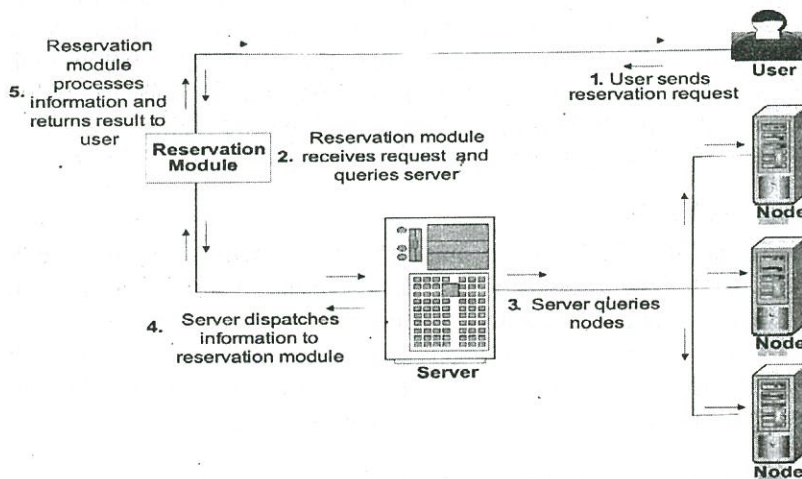 Reservation
module
processes
5. information and
returns result to
user
1. User sends
reservation request
User
Reservation
Module
2. Reservation module
receives request and
queries server
Node
3. Server queries
nodes
Node
4. Server dispatches
information to
reservation module
Server
Node